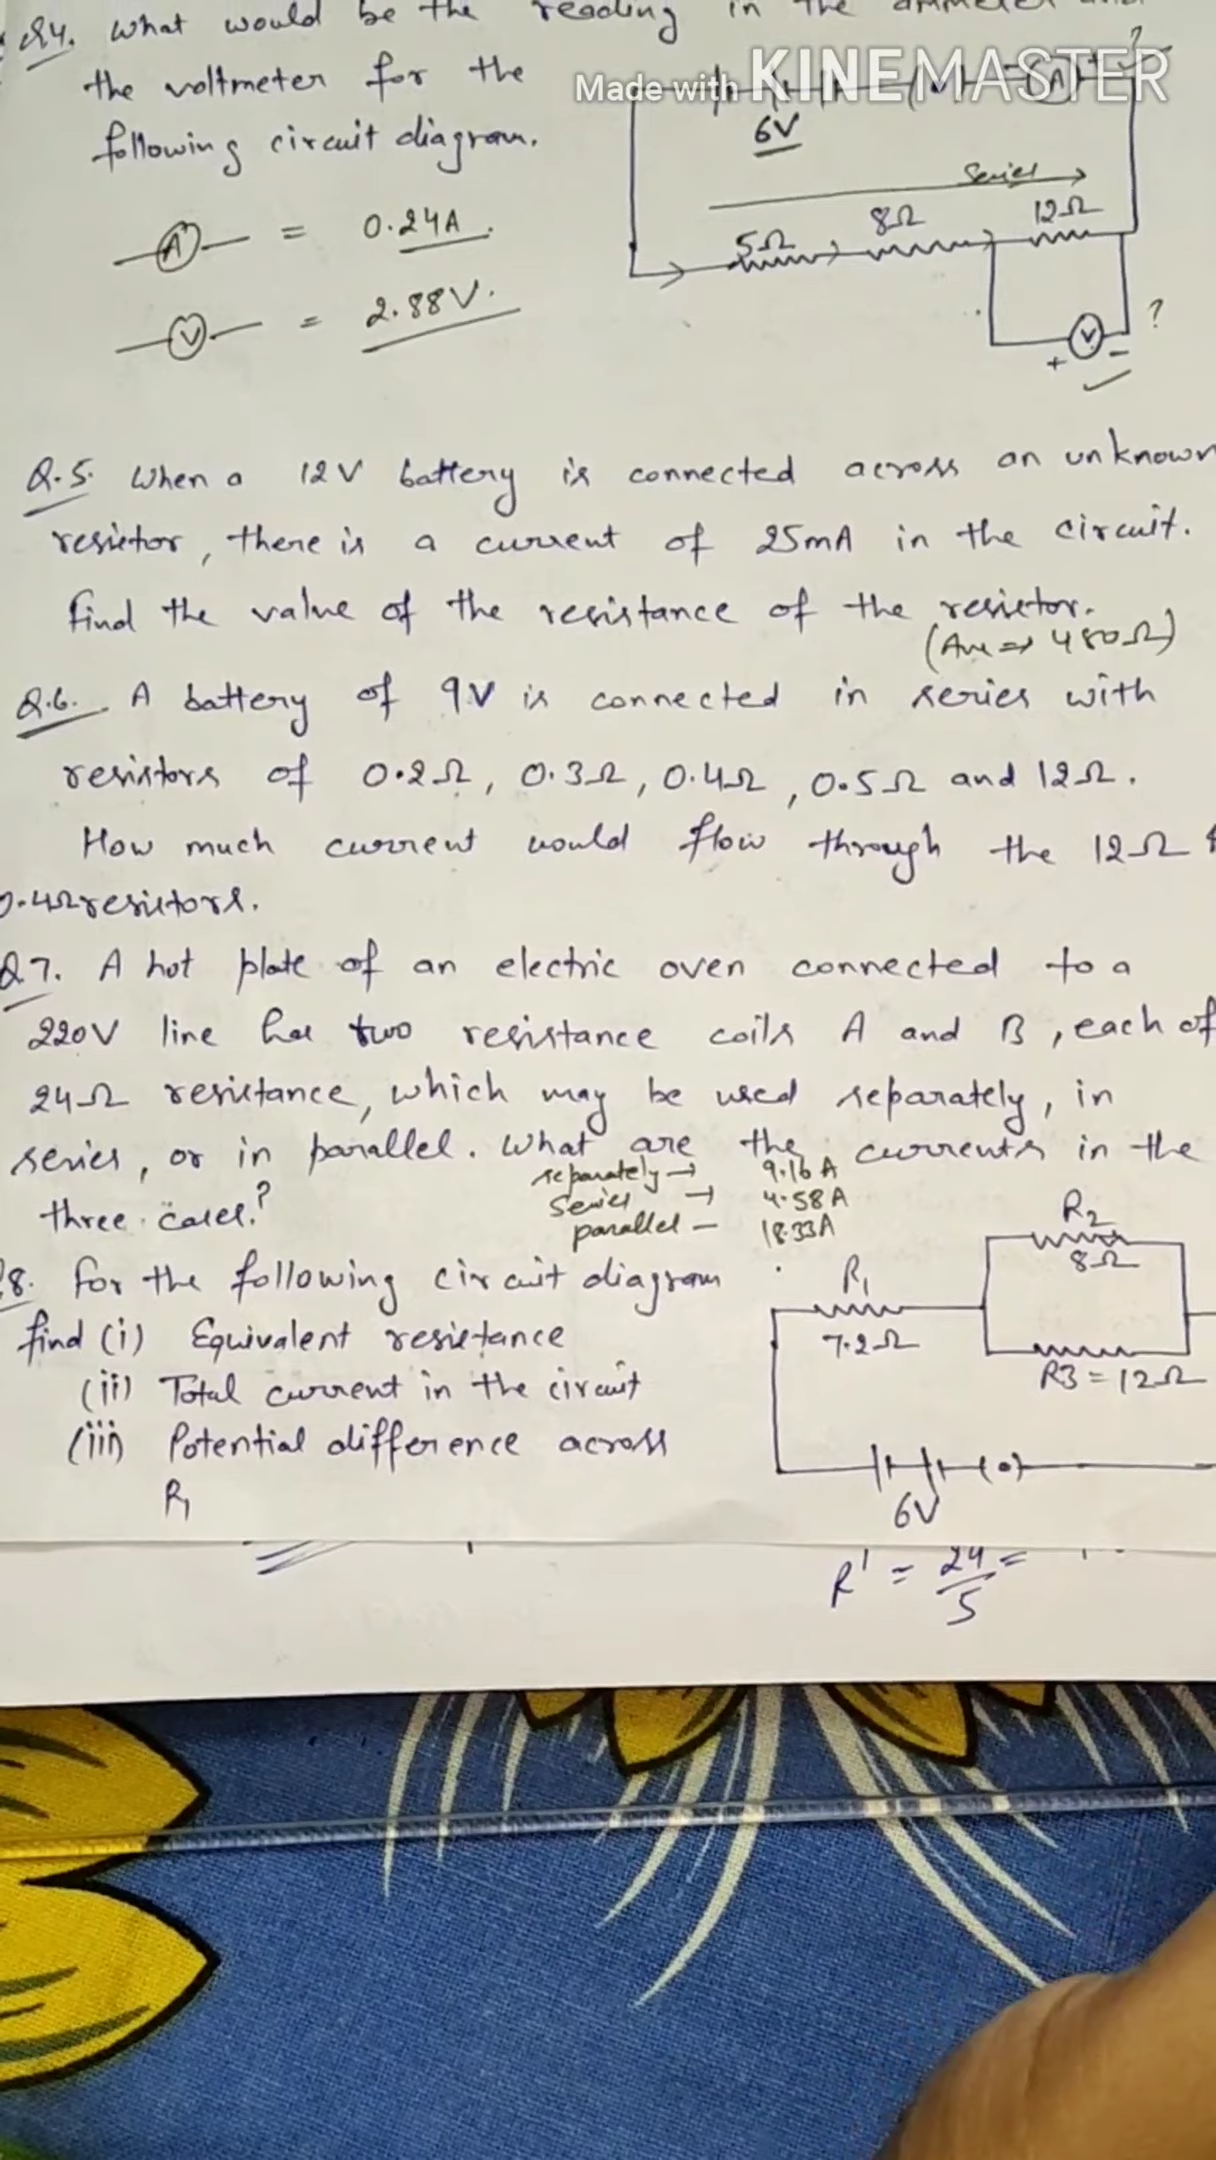 Q4. What would be the reading in the ammeter and
the voltmeter for the
following circuit diagram.
Made with KINEMASTER
A + ?
6V
Series
5Ω 8Ω 12Ω
A = 0.24A.
V = 2.88V.
V ?
+ -
Q.5. When a 12V battery is connected across an unknown
resistor, there is a current of 25mA in the circuit.
Find the value of the resistance of the resistor.
(Ans => 480Ω)
Q.6. A battery of 9V is connected in series with
resistors of 0.2Ω, 0.3Ω, 0.4Ω, 0.5Ω and 12Ω.
How much current would flow through the 12Ω &
0.4Ω resistors.
Q7. A hot plate of an electric oven connected to a
220V line has two resistance coils A and B, each of
24Ω resistance, which may be used separately, in
series, or in parallel. What are the currents in the
three cases?
separately → 9.16 A
Series → 4.58 A
parallel - 18.33A
8. For the following circuit diagram
find (i) Equivalent resistance
(ii) Total current in the circuit
(iii) Potential difference across
R1
R2
8Ω
R1
7.2Ω
R3 = 12Ω
6V
R' = 24/5 =